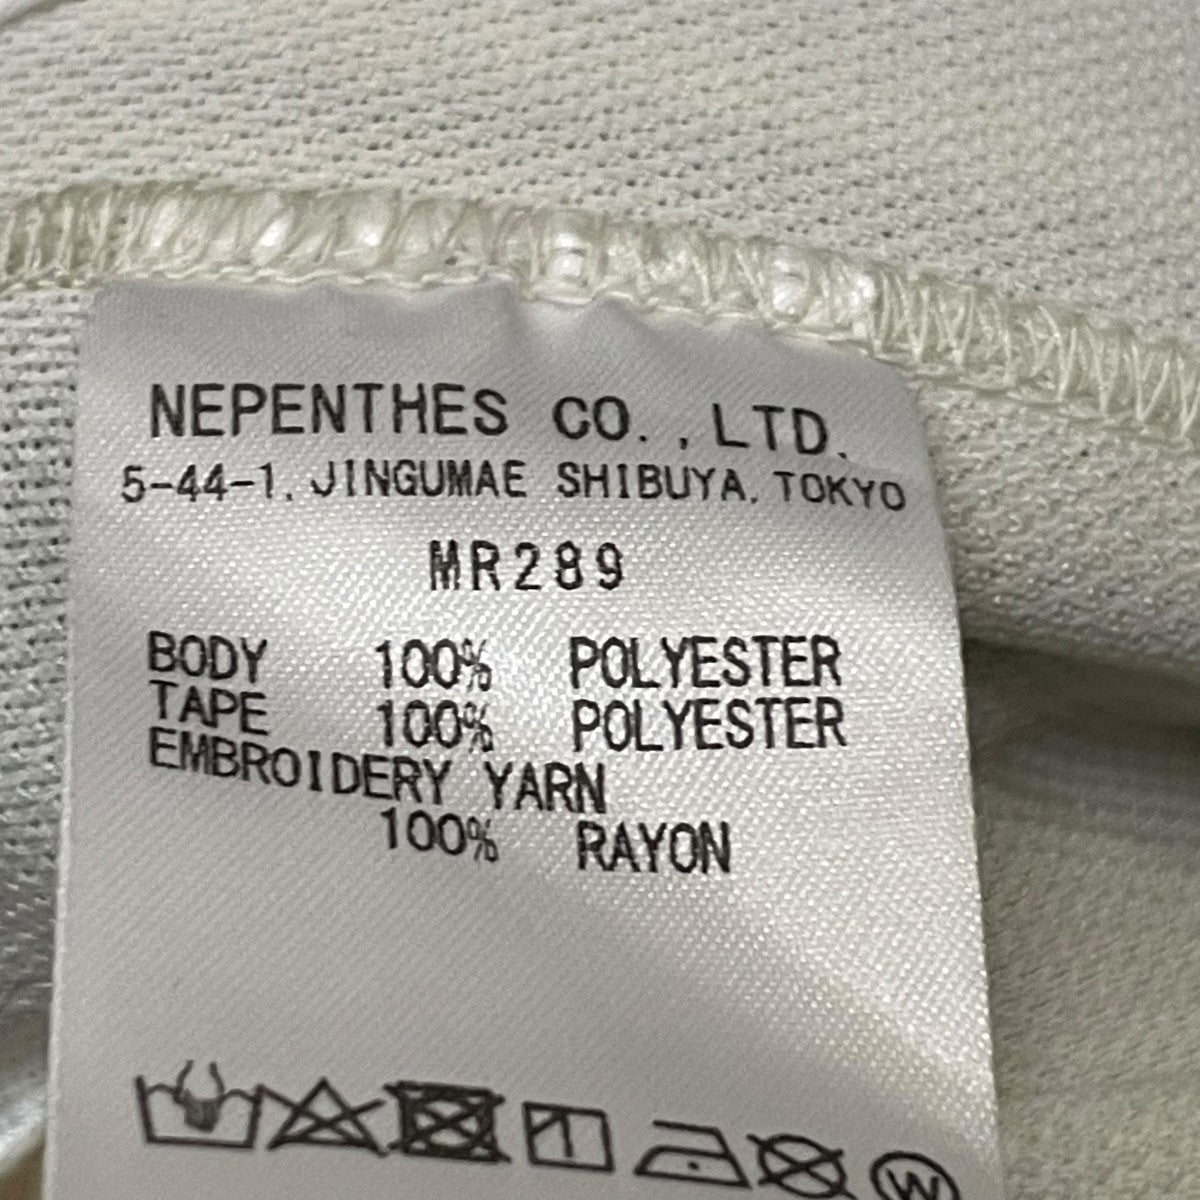 NEPENTHES CO.,LTD.
5-44-1, JINGUMAE SHIBUYA, TOKYO
MR289
BODY 100% POLYESTER
TAPE 100% POLYESTER
EMBROIDERY YARN
100% RAYON
W